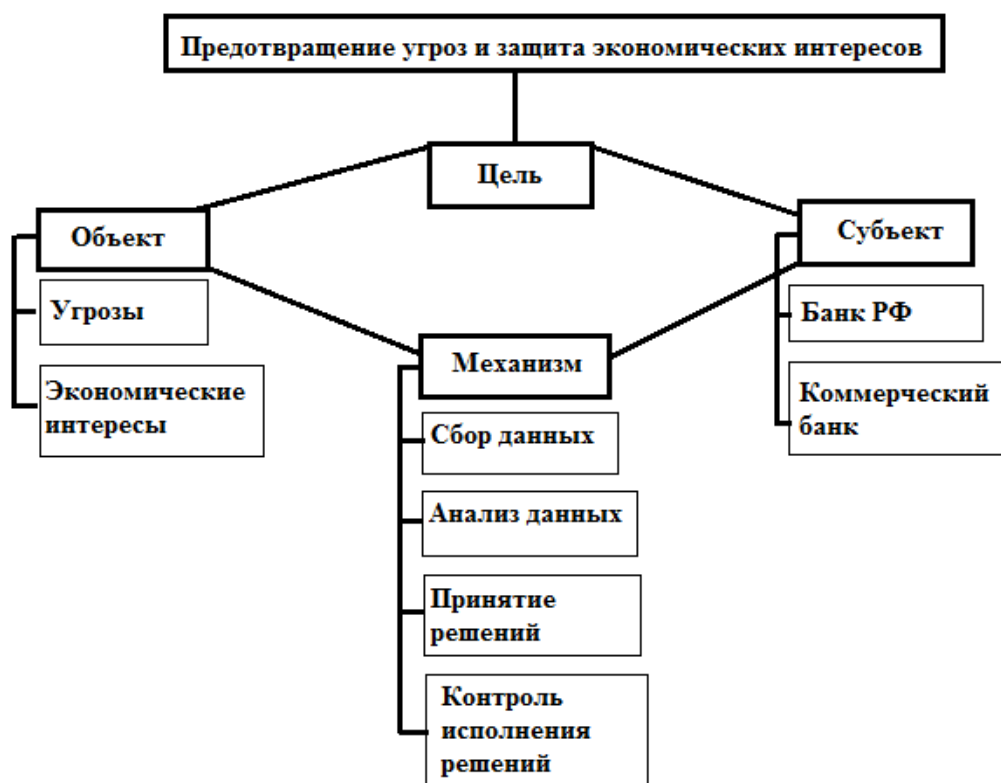 Предотвращение угроз и защита экономических интересов
Цель
Объект
Угрозы
Экономические
интересы
Субъект
Банк РФ
Коммерческий
банк
Механизм
Сбор данных
Анализ данных
Принятие
решений
Контроль
исполнения
решений